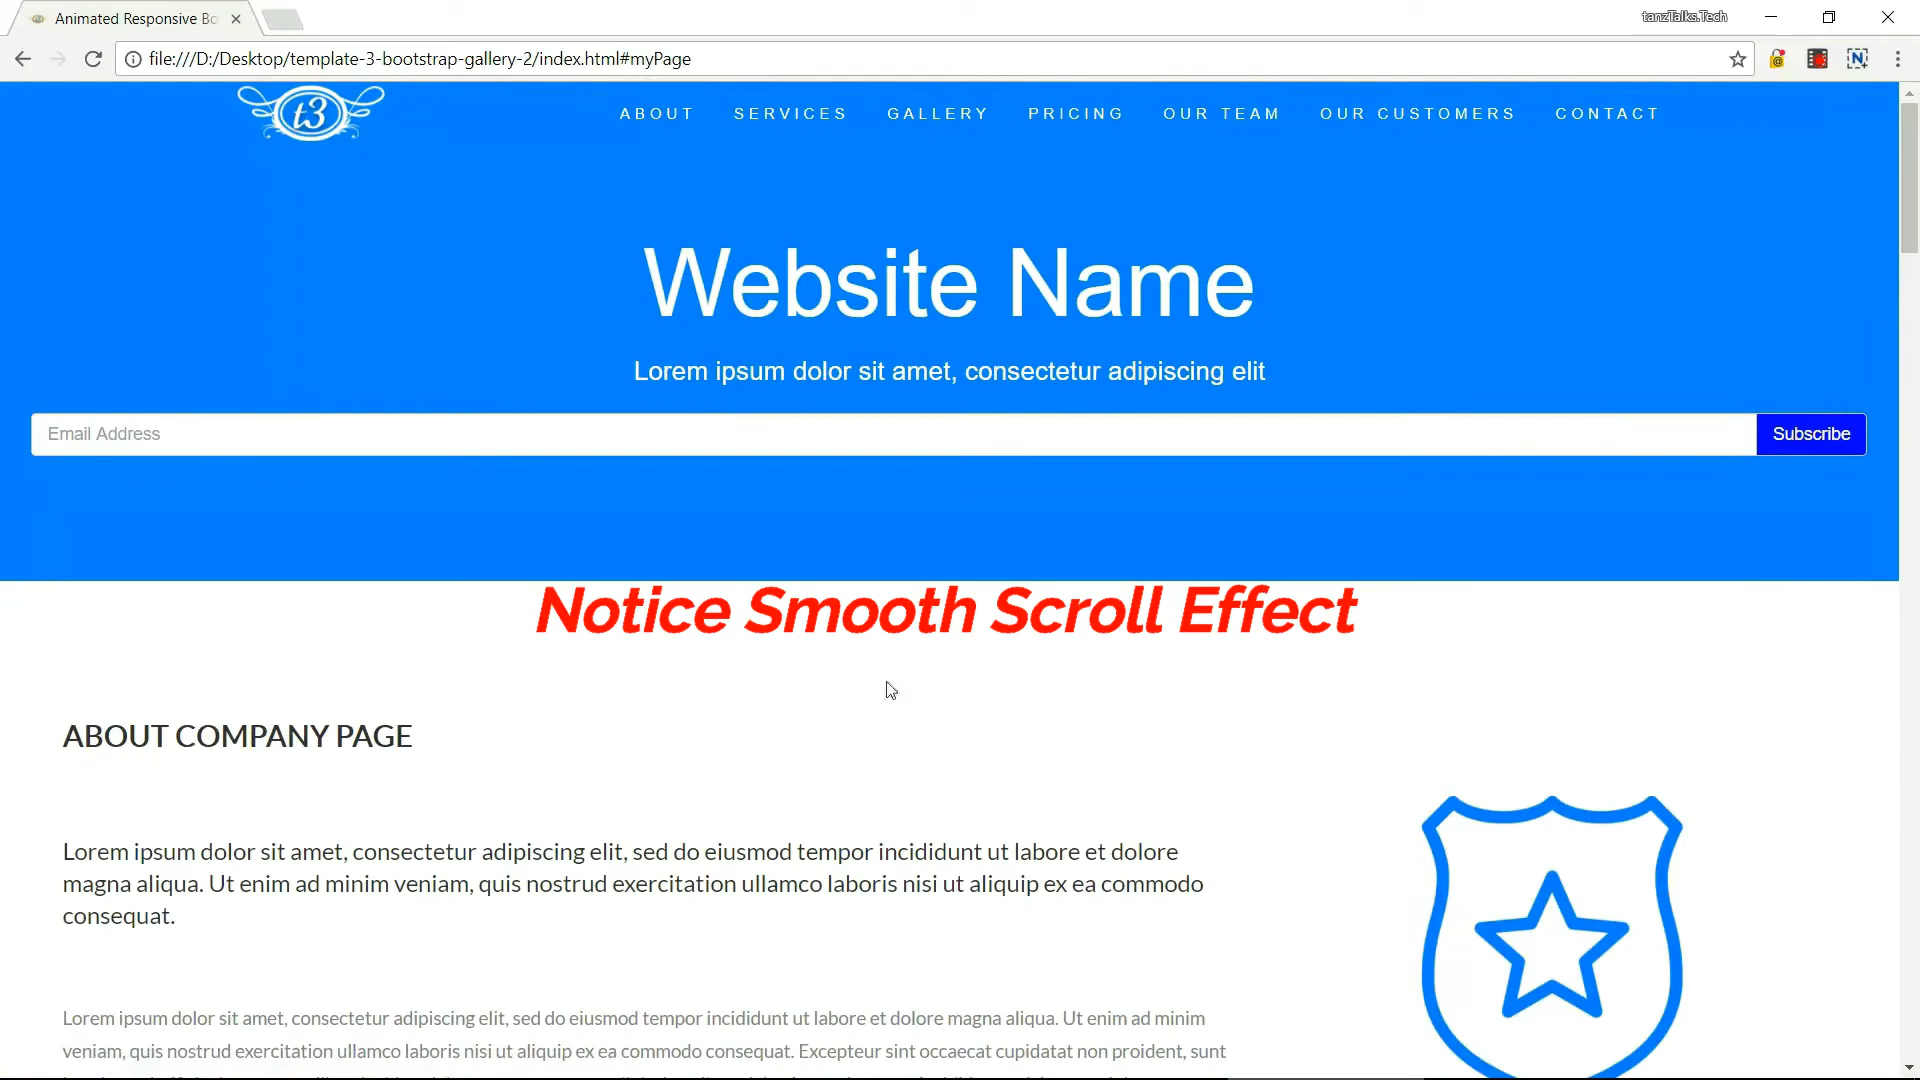 Animated Responsive Bo
tanzTalks.Tech
file:///D:/Desktop/template-3-bootstrap-gallery-2/index.html#myPage
t3
ABOUT SERVICES GALLERY PRICING OUR TEAM OUR CUSTOMERS CONTACT
Website Name
Lorem ipsum dolor sit amet, consectetur adipiscing elit
Email Address
Subscribe
Notice Smooth Scroll Effect
ABOUT COMPANY PAGE
Lorem ipsum dolor sit amet, consectetur adipiscing elit, sed do eiusmod tempor incididunt ut labore et dolore
magna aliqua. Ut enim ad minim veniam, quis nostrud exercitation ullamco laboris nisi ut aliquip ex ea commodo
consequat.
Lorem ipsum dolor sit amet, consectetur adipiscing elit, sed do eiusmod tempor incididunt ut labore et dolore magna aliqua. Ut enim ad minim
veniam, quis nostrud exercitation ullamco laboris nisi ut aliquip ex ea commodo consequat. Excepteur sint occaecat cupidatat non proident, sunt